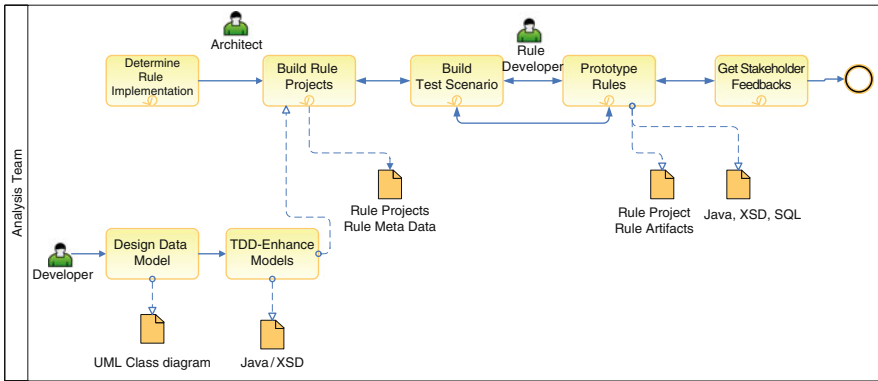 Analysis Team
Architect
Rule
Developer
Determine
Rule
Implementation
Build Rule
Projects
Build
Test Scenario
Prototype
Rules
Get Stakeholder
Feedbacks
Rule Projects
Rule Meta Data
Rule Project
Rule Artifacts
Java, XSD, SQL
Developer
Design Data
Model
TDD-Enhance
Models
UML Class diagram
Java/XSD